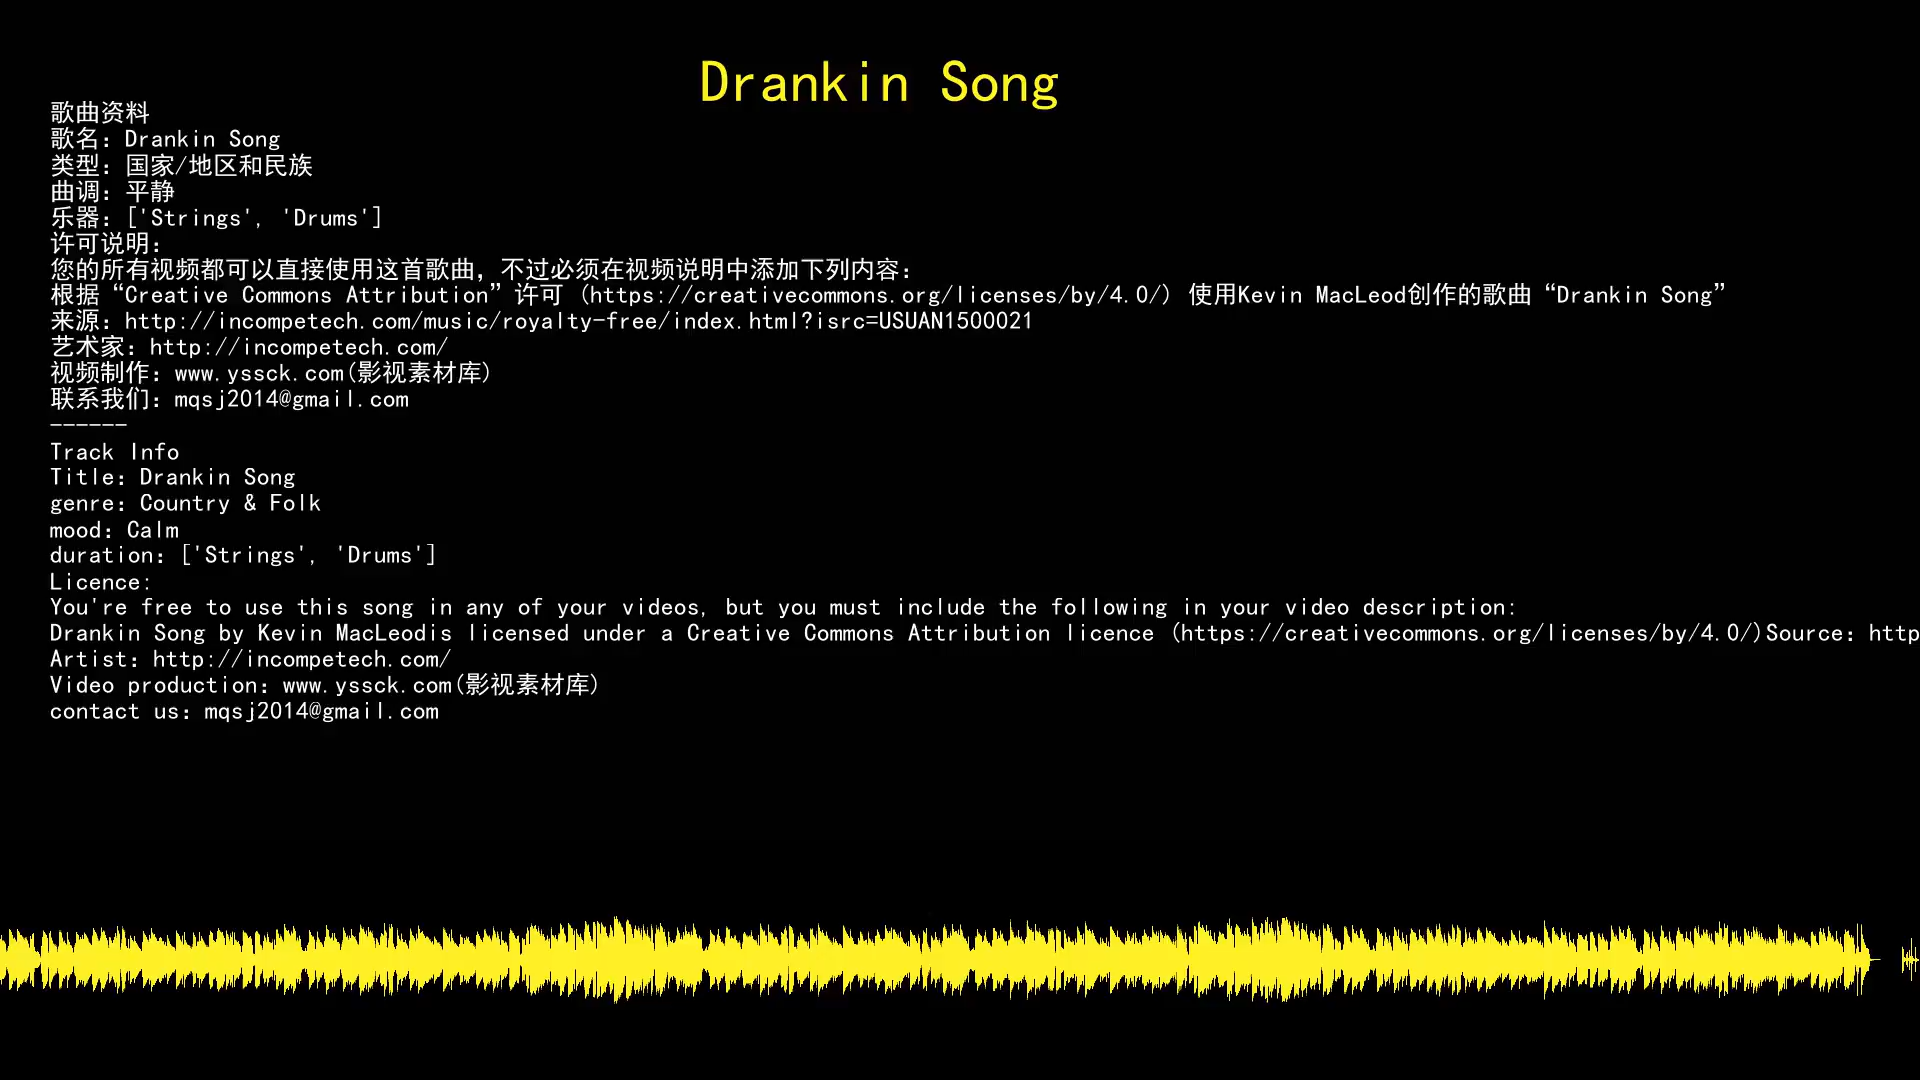 Drankin Song
歌曲资料
歌名：Drankin Song
类型：国家/地区和民族
曲调：平静
乐器：['Strings', 'Drums']
许可说明：
您的所有视频都可以直接使用这首歌曲，不过必须在视频说明中添加下列内容：
根据“Creative Commons Attribution”许可 (https://creativecommons.org/licenses/by/4.0/) 使用Kevin MacLeod创作的歌曲“Drankin Song”
来源：http://incompetech.com/music/royalty-free/index.html?isrc=USUAN1500021
艺术家：http://incompetech.com/
视频制作：www.yssck.com(影视素材库)
联系我们：mqsj2014@gmail.com
------
Track Info
Title：Drankin Song
genre：Country & Folk
mood：Calm
duration：['Strings', 'Drums']
Licence:
You're free to use this song in any of your videos, but you must include the following in your video description:
Drankin Song by Kevin MacLeodis licensed under a Creative Commons Attribution licence (https://creativecommons.org/licenses/by/4.0/)Source：http
Artist：http://incompetech.com/
Video production：www.yssck.com(影视素材库)
contact us：mqsj2014@gmail.com